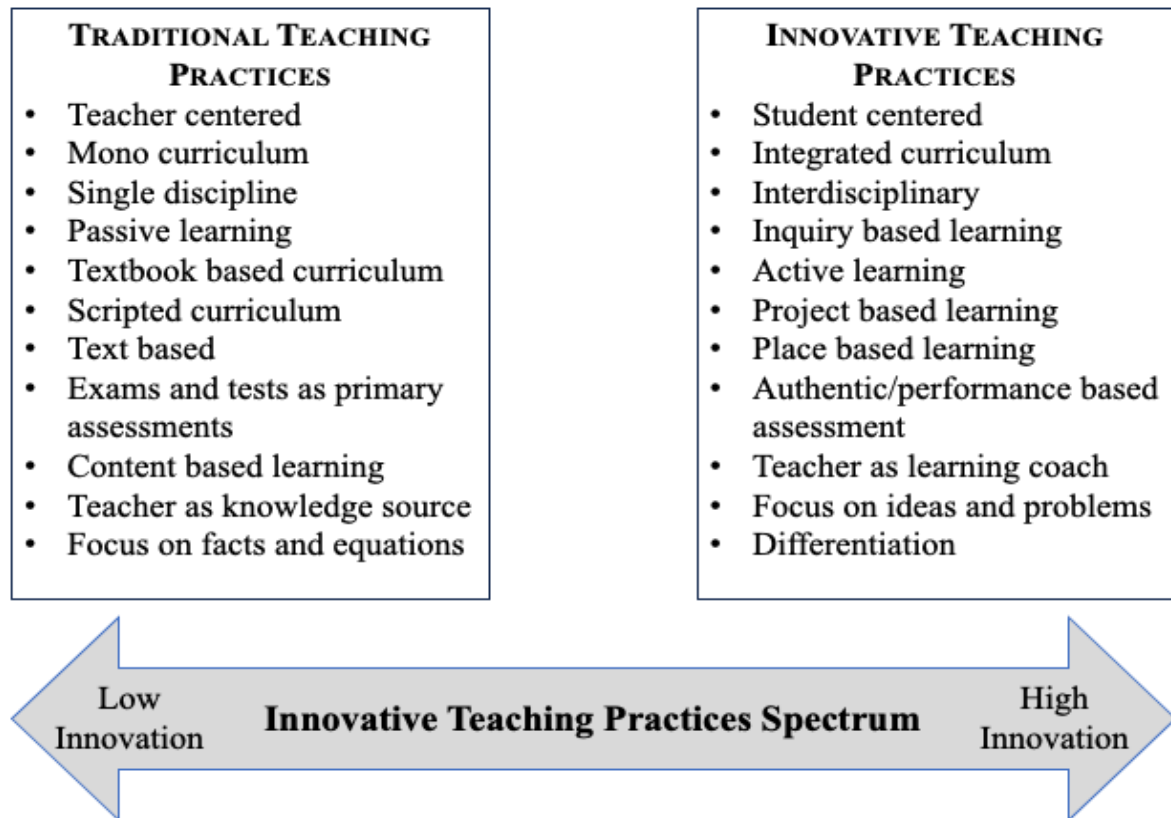 TRADITIONAL TEACHING
PRACTICES
• Teacher centered
• Mono curriculum
• Single discipline
• Passive learning
• Textbook based curriculum
• Scripted curriculum
• Text based
• Exams and tests as primary
assessments
• Content based learning
• Teacher as knowledge source
• Focus on facts and equations
INNOVATIVE TEACHING
PRACTICES
• Student centered
• Integrated curriculum
• Interdisciplinary
• Inquiry based learning
• Active learning
• Project based learning
• Place based learning
• Authentic/performance based
assessment
• Teacher as learning coach
• Focus on ideas and problems
• Differentiation
Low
Innovation
Innovative Teaching Practices Spectrum
High
Innovation